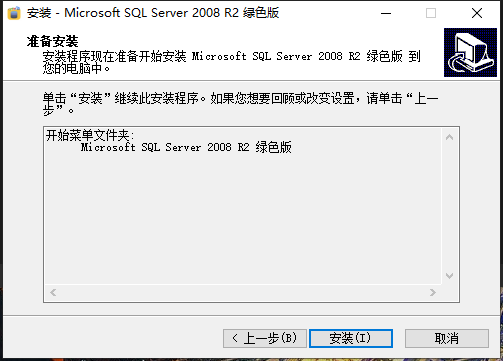 安装 - Microsoft SQL Server 2008 R2 绿色版
准备安装
安装程序现在准备开始安装 Microsoft SQL Server 2008 R2 绿色版 到
您的电脑中。
单击“安装”继续此安装程序。如果您想要回顾或改变设置，请单击“上一
步”。
开始菜单文件夹:
Microsoft SQL Server 2008 R2 绿色版
< 上一步(B)
安装(I)
取消